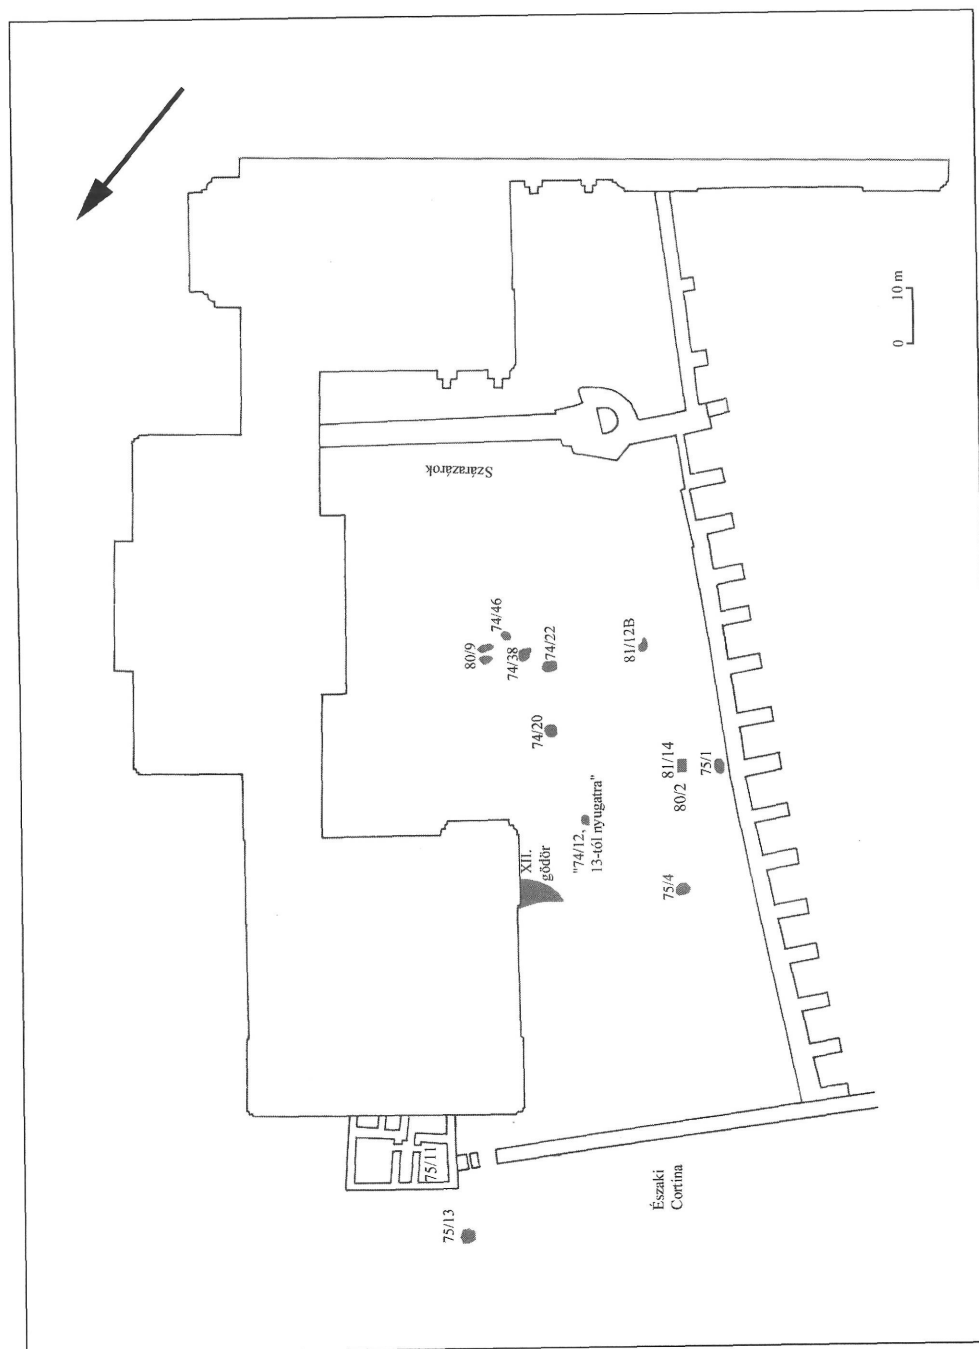 Szárazárok
80/9
74/46
74/38
74/22
81/12B
74/20
81/14
80/2
75/1
"74/12,
13-tól nyugatra"
XII.
gödör
75/4
75/11
75/13
Északi
Cortina
0 10 m